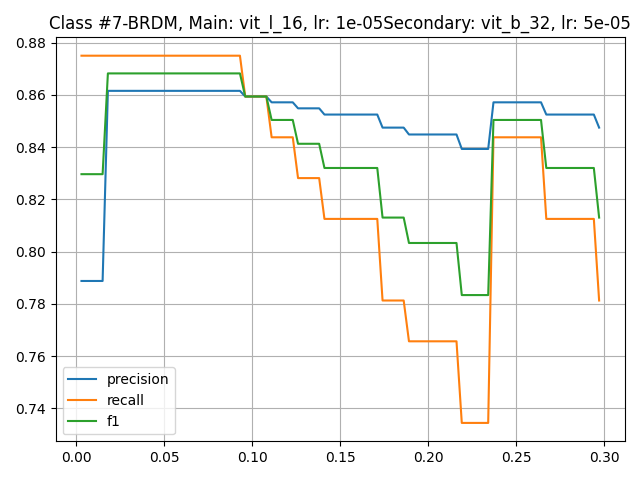 Class #7-BRDM, Main: vit_l_16, lr: 1e-05Secondary: vit_b_32, lr: 5e-05
0.88
0.86
0.84
0.82
0.80
0.78
0.76
0.74
precision
recall
f1
0.00 0.05 0.10 0.15 0.20 0.25 0.30